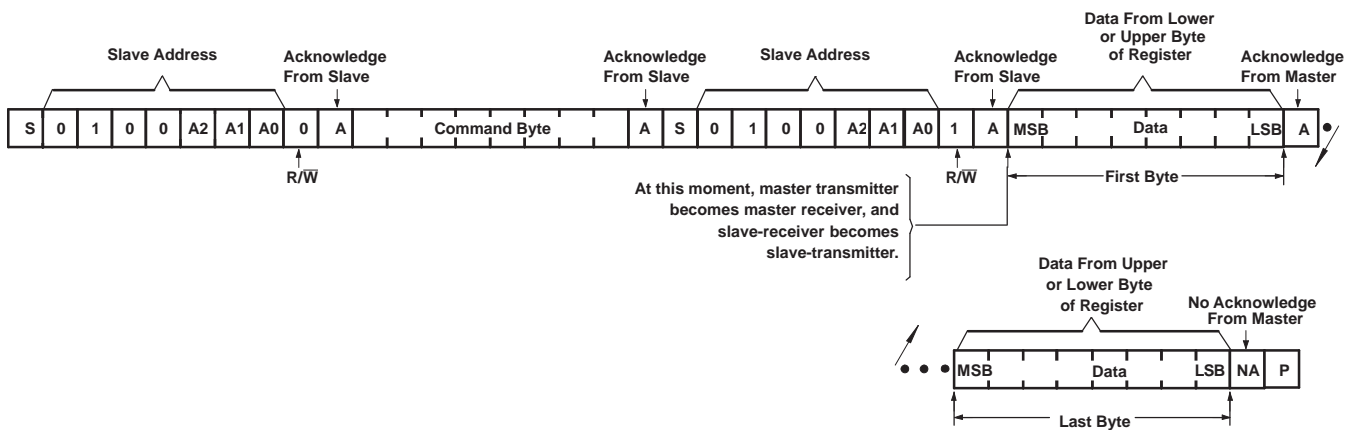 Slave Address
Acknowledge
From Slave
Acknowledge
From Slave
Slave Address
Acknowledge
From Slave
Data From Lower
or Upper Byte
of Register
Acknowledge
From Master
S 0 1 0 0 A2 A1 A0 0 A Command Byte A S 0 1 0 0 A2 A1 A0 1 A MSB Data LSB A
R/W̅
R/W̅
First Byte
At this moment, master transmitter
becomes master receiver, and
slave-receiver becomes
slave-transmitter.
Data From Upper
or Lower Byte
of Register
No Acknowledge
From Master
MSB Data LSB NA P
Last Byte